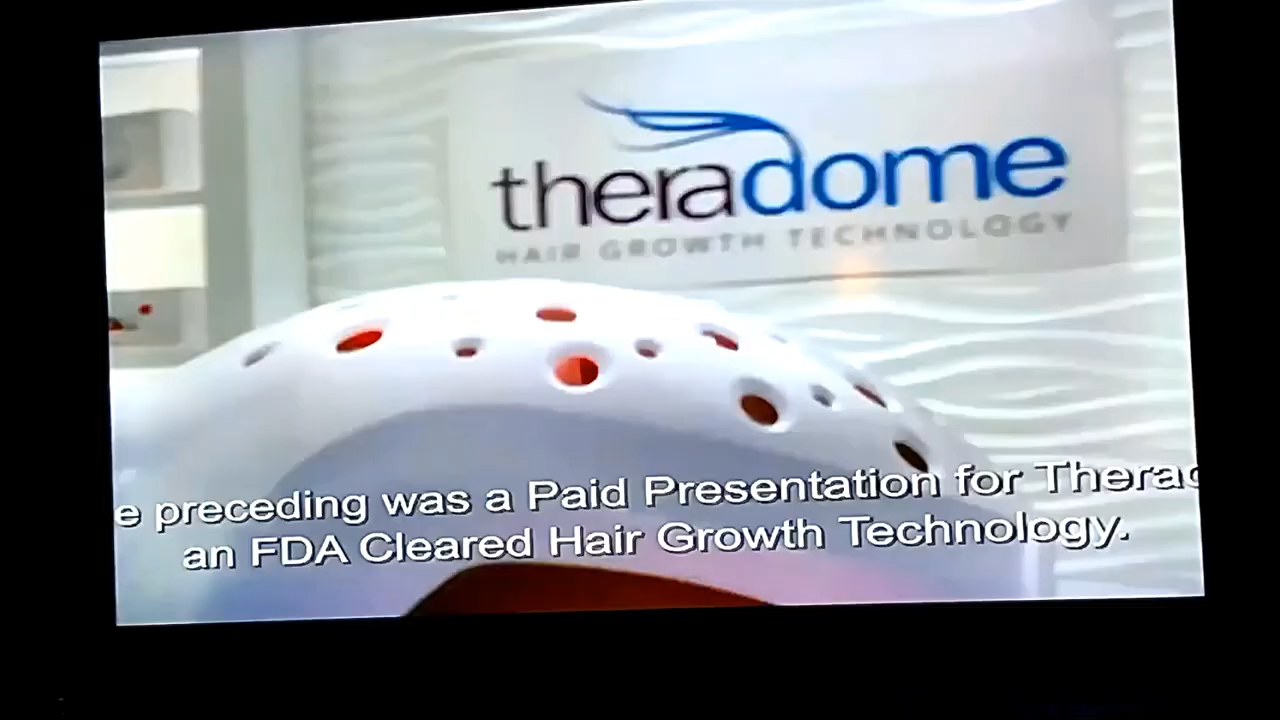 theradome
HAIR GROWTH TECHNOLOGY
e preceding was a Paid Presentation for Therad
an FDA Cleared Hair Growth Technology.